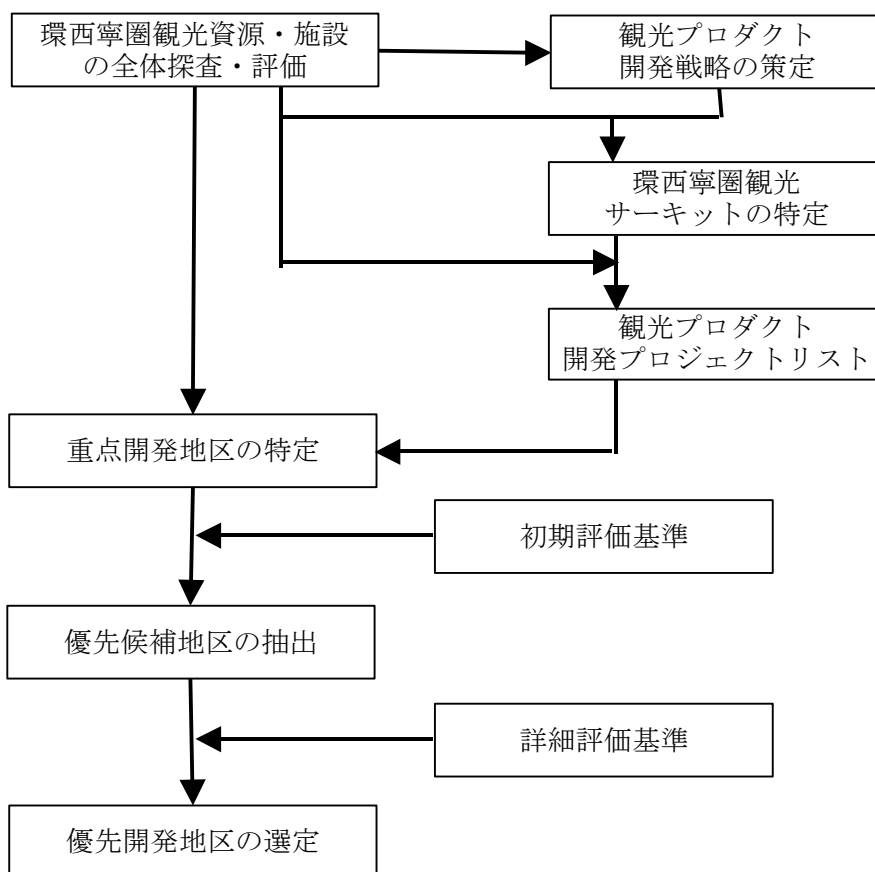 環西寧圏観光資源・施設
の全体探査・評価
観光プロダクト
開発戦略の策定
環西寧圏観光
サーキットの特定
観光プロダクト
開発プロジェクトリスト
重点開発地区の特定
初期評価基準
優先候補地区の抽出
詳細評価基準
優先開発地区の選定